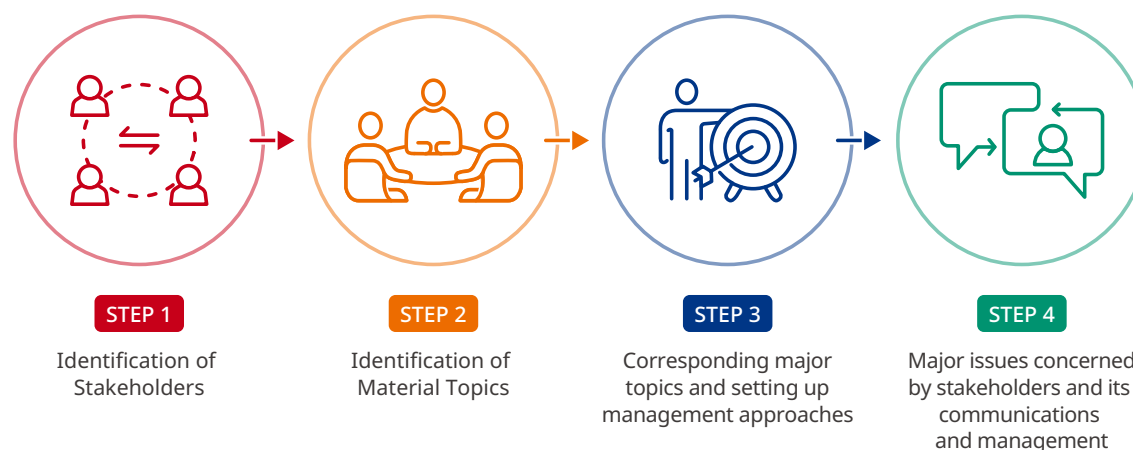 STEP 1
Identification of
Stakeholders
STEP 2
Identification of
Material Topics
STEP 3
Corresponding major
topics and setting up
management approaches
STEP 4
Major issues concerned
by stakeholders and its
communications
and management